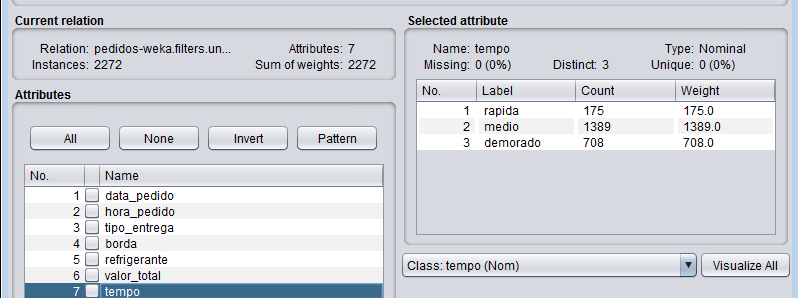 Current relation
Relation: pedidos-weka.filters.un... Attributes: 7
Instances: 2272 Sum of weights: 2272
Attributes
All None Invert Pattern
No. Name
1 data_pedido
2 hora_pedido
3 tipo_entrega
4 borda
5 refrigerante
6 valor_total
7 tempo
Selected attribute
Name: tempo Type: Nominal
Missing: 0 (0%) Distinct: 3 Unique: 0 (0%)
No. Label Count Weight
1 rapida 175 175.0
2 medio 1389 1389.0
3 demorado 708 708.0
Class: tempo (Nom) Visualize All